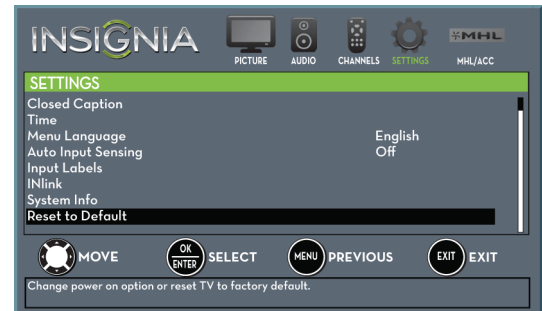 INSIGNIA
PICTURE AUDIO CHANNELS SETTINGS MHL MHL/ACC
SETTINGS
Closed Caption
Time
Menu Language English
Auto Input Sensing Off
Input Labels
INlink
System Info
Reset to Default
MOVE OK ENTER SELECT MENU PREVIOUS EXIT EXIT
Change power on option or reset TV to factory default.